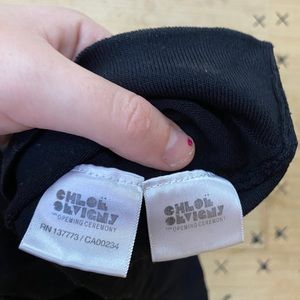 CHLOË
SEVIGNY
FOR OPENING CEREMONY
RN 137773 / CA00234
CHLOË
SEVIGNY
FOR OPENING CEREMONY